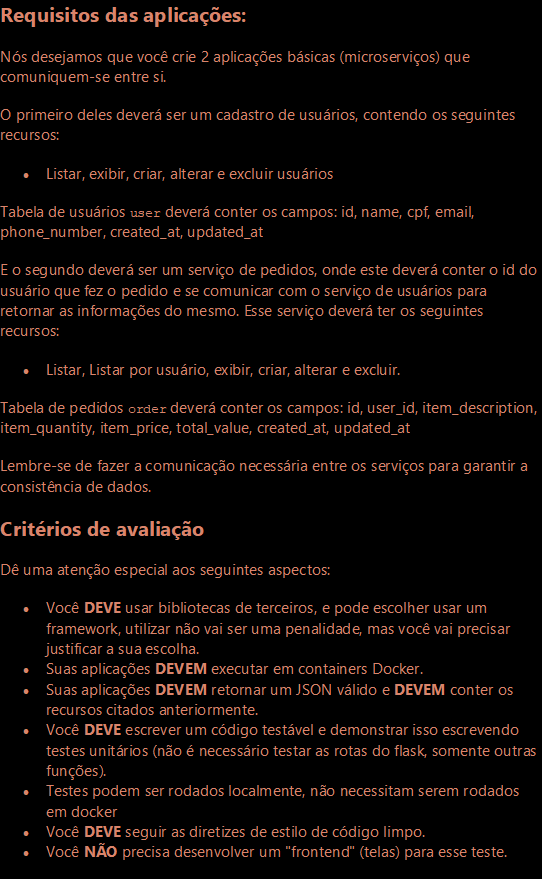 Requisitos das aplicações:
Nós desejamos que você crie 2 aplicações básicas (microserviços) que
comuniquem-se entre si.
O primeiro deles deverá ser um cadastro de usuários, contendo os seguintes
recursos:
• Listar, exibir, criar, alterar e excluir usuários
Tabela de usuários user deverá conter os campos: id, name, cpf, email,
phone_number, created_at, updated_at
E o segundo deverá ser um serviço de pedidos, onde este deverá conter o id do
usuário que fez o pedido e se comunicar com o serviço de usuários para
retornar as informações do mesmo. Esse serviço deverá ter os seguintes
recursos:
• Listar, Listar por usuário, exibir, criar, alterar e excluir.
Tabela de pedidos order deverá conter os campos: id, user_id, item_description,
item_quantity, item_price, total_value, created_at, updated_at
Lembre-se de fazer a comunicação necessária entre os serviços para garantir a
consistência de dados.
Critérios de avaliação
Dê uma atenção especial aos seguintes aspectos:
• Você DEVE usar bibliotecas de terceiros, e pode escolher usar um
framework, utilizar não vai ser uma penalidade, mas você vai precisar
justificar a sua escolha.
• Suas aplicações DEVEM executar em containers Docker.
• Suas aplicações DEVEM retornar um JSON válido e DEVEM conter os
recursos citados anteriormente.
• Você DEVE escrever um código testável e demonstrar isso escrevendo
testes unitários (não é necessário testar as rotas do flask, somente outras
funções).
• Testes podem ser rodados localmente, não necessitam serem rodados
em docker
• Você DEVE seguir as diretizes de estilo de código limpo.
• Você NÃO precisa desenvolver um "frontend" (telas) para esse teste.